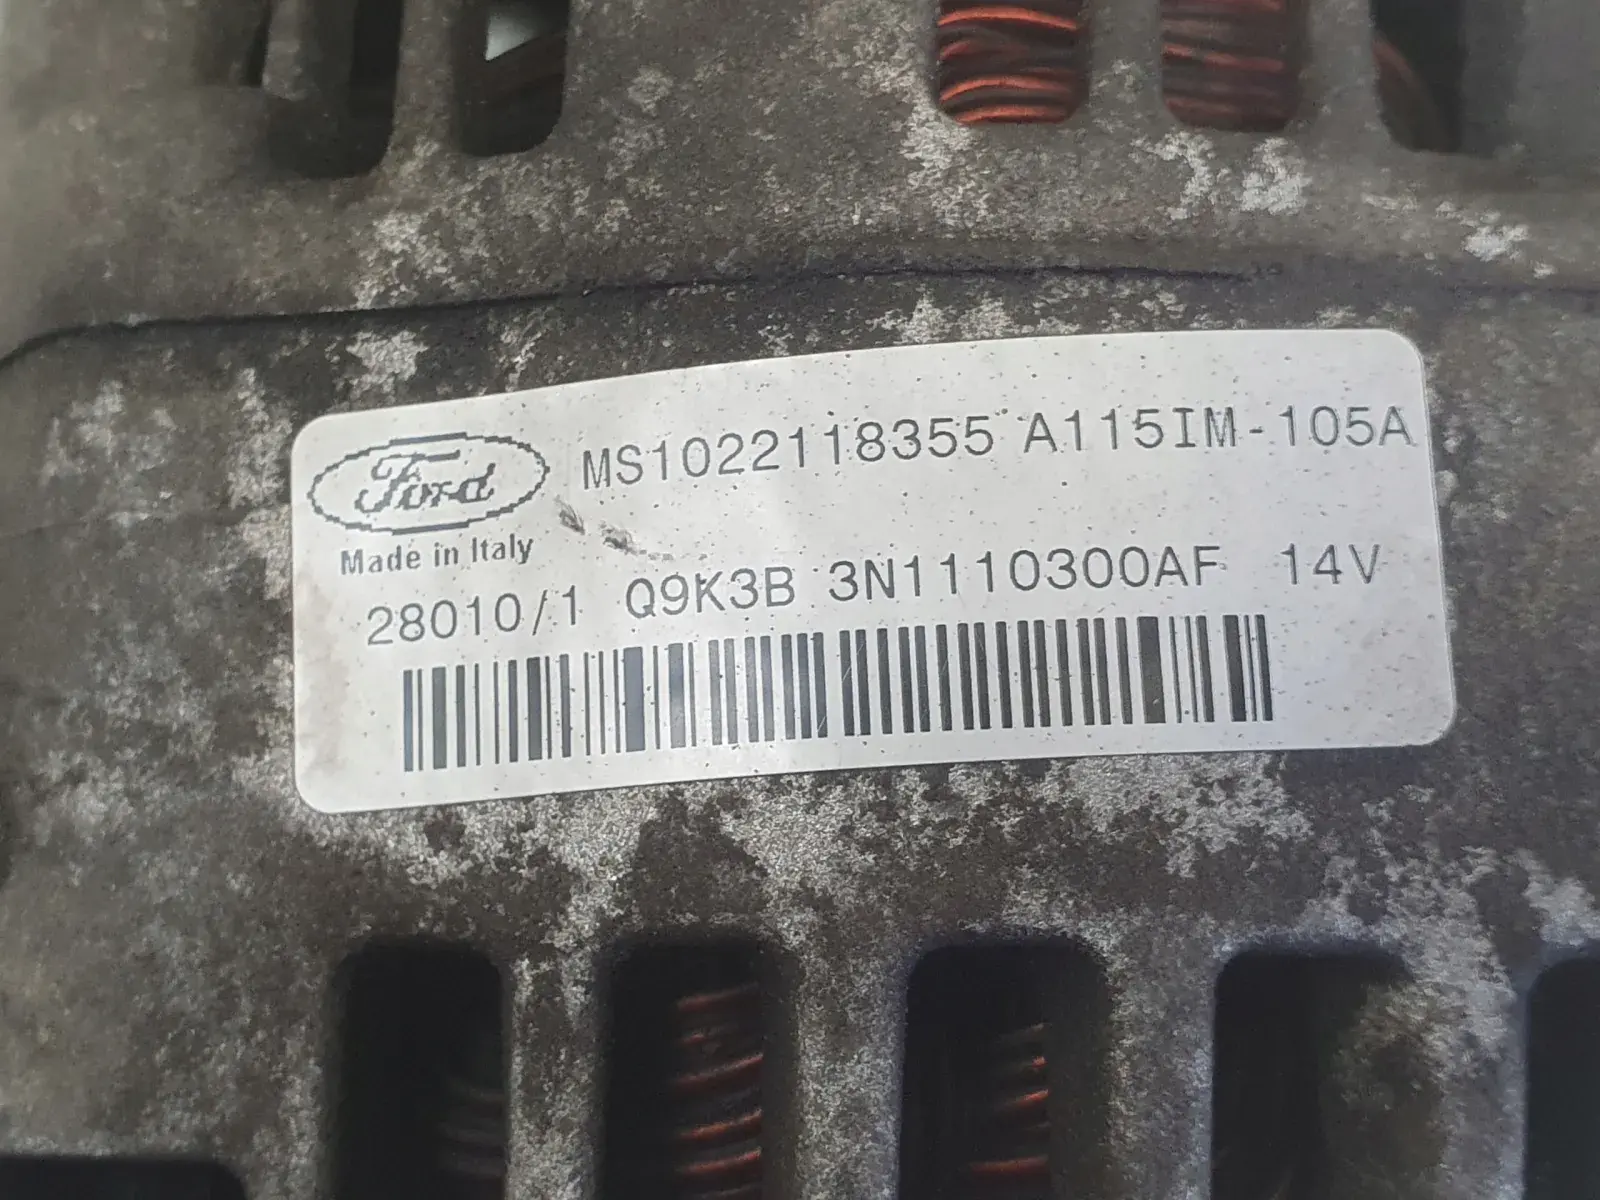 Ford MS1022118355 A115IM-105A
Made in Italy
28010/1 Q9K3B 3N1110300AF 14V